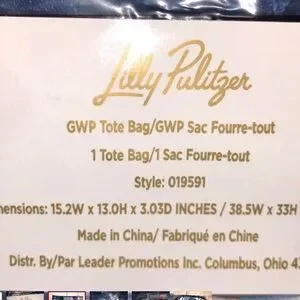 Lilly Pulitzer
GWP Tote Bag/GWP Sac Fourre-tout
1 Tote Bag/1 Sac Fourre-tout
Style: 019591
mensions: 15.2W x 13.0H x 3.03D INCHES / 38.5W x 33H
Made in China/ Fabriqué en Chine
Distr. By/Par Leader Promotions Inc. Columbus, Ohio 43